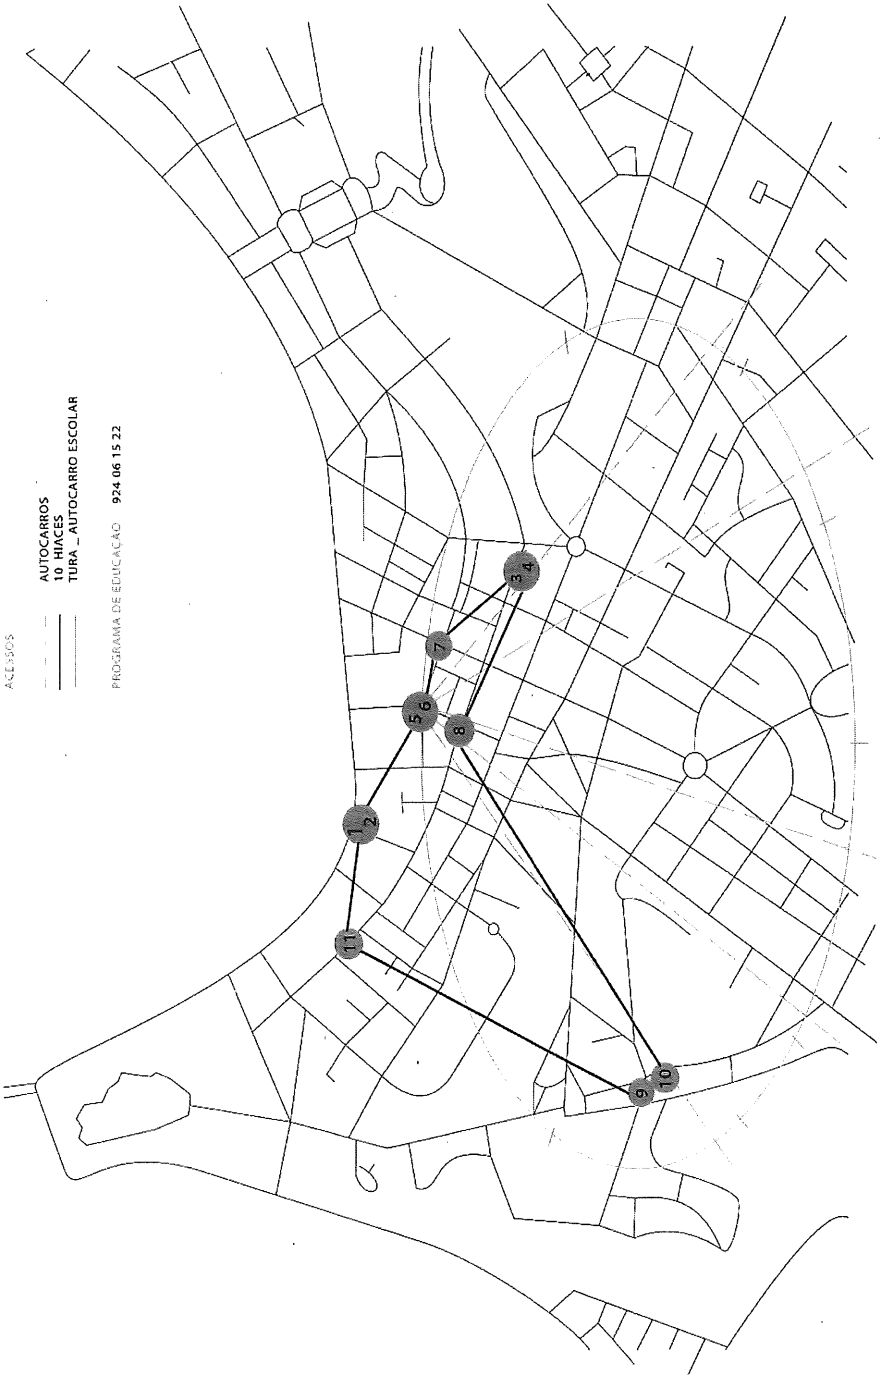 ACESSOS
AUTOCARROS
10 HIACES
TURA _ AUTOCARRO ESCOLAR
PROGRAMA DE EDUCAÇÃO 924 06 15 22
11
1
2
5
6
7
3
4
8
9
10